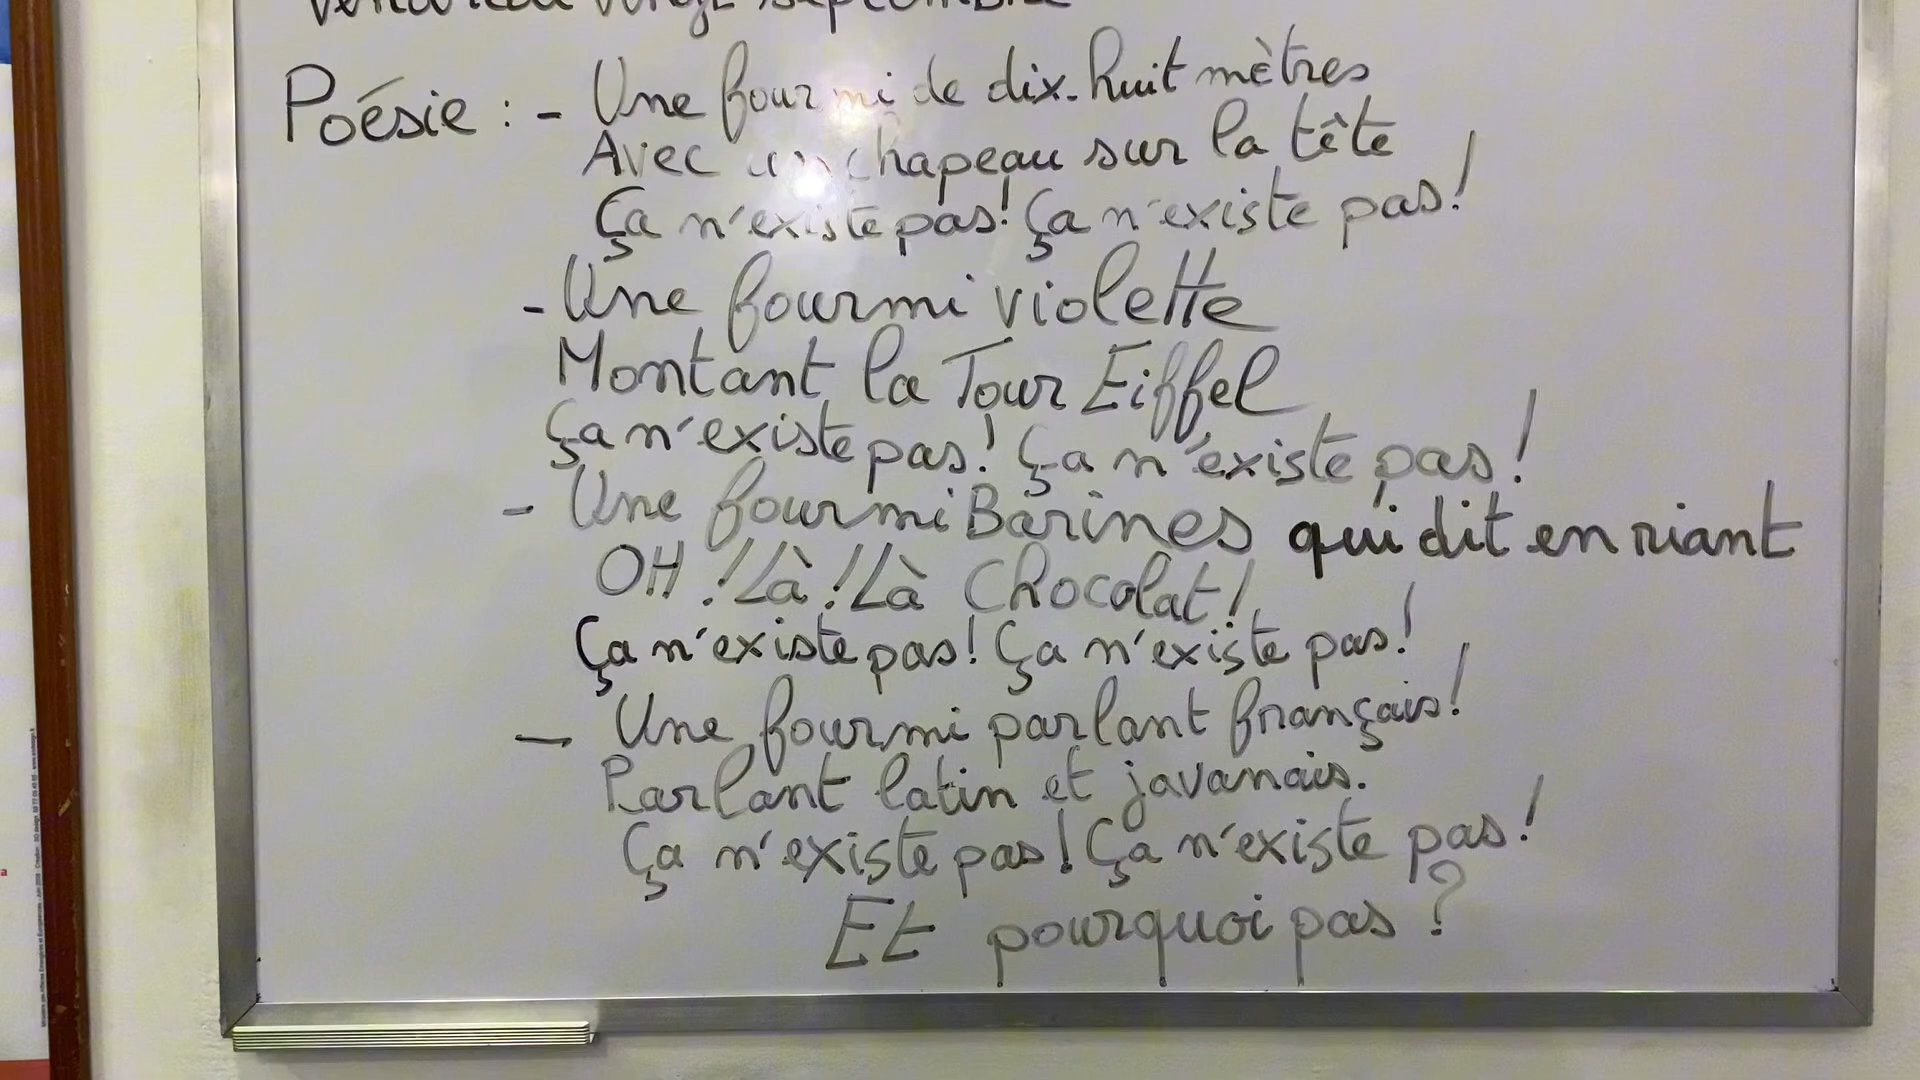 septembre
Poésie : - Une fourmi de dix-huit mètres
Avec un chapeau sur la tête
Ça n'existe pas! Ça n'existe pas!
- Une fourmi violette
Montant la Tour Eiffel
Ça n'existe pas! Ça n'existe pas!
- Une fourmi Barines qui dit en riant
OH ! Là ! Là Chocolat !
Ça n'existe pas! Ça n'existe pas!
- Une fourmi parlant français!
Parlant latin et javanais.
Ça n'existe pas! Ça n'existe pas!
Et pourquoi pas ?